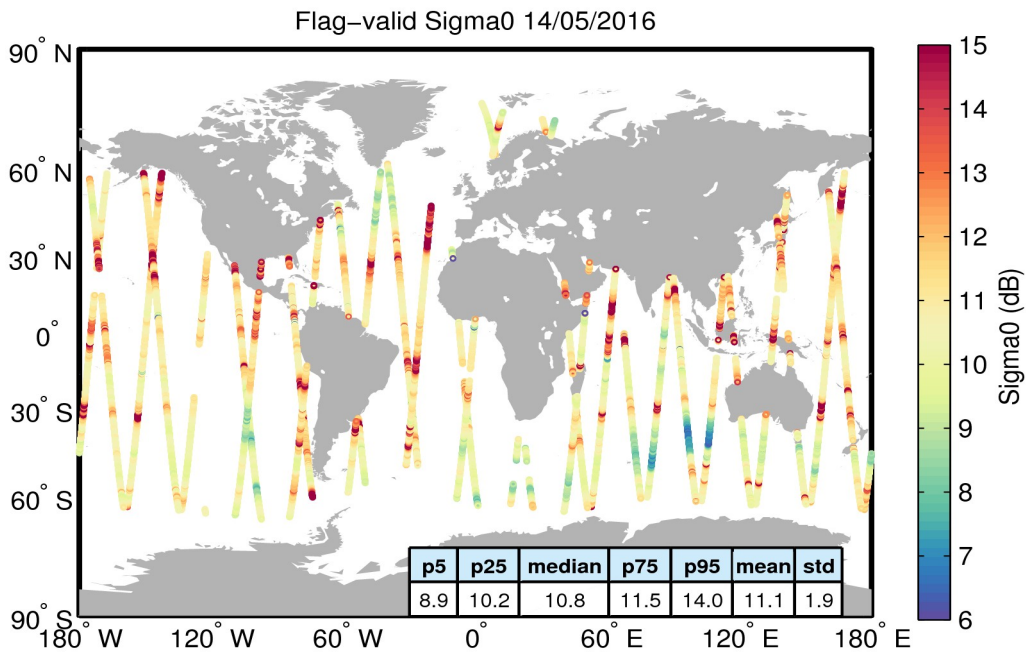 Flag−valid Sigma0 14/05/2016
90° N
60° N
30° N
0°
30° S
60° S
90° S
180° W
120° W
60° W
0°
60° E
120° E
180° E
p5 p25 median p75 p95 mean std
8.9 10.2 10.8 11.5 14.0 11.1 1.9
15
14
13
12
11
10
9
8
7
6
Sigma0 (dB)